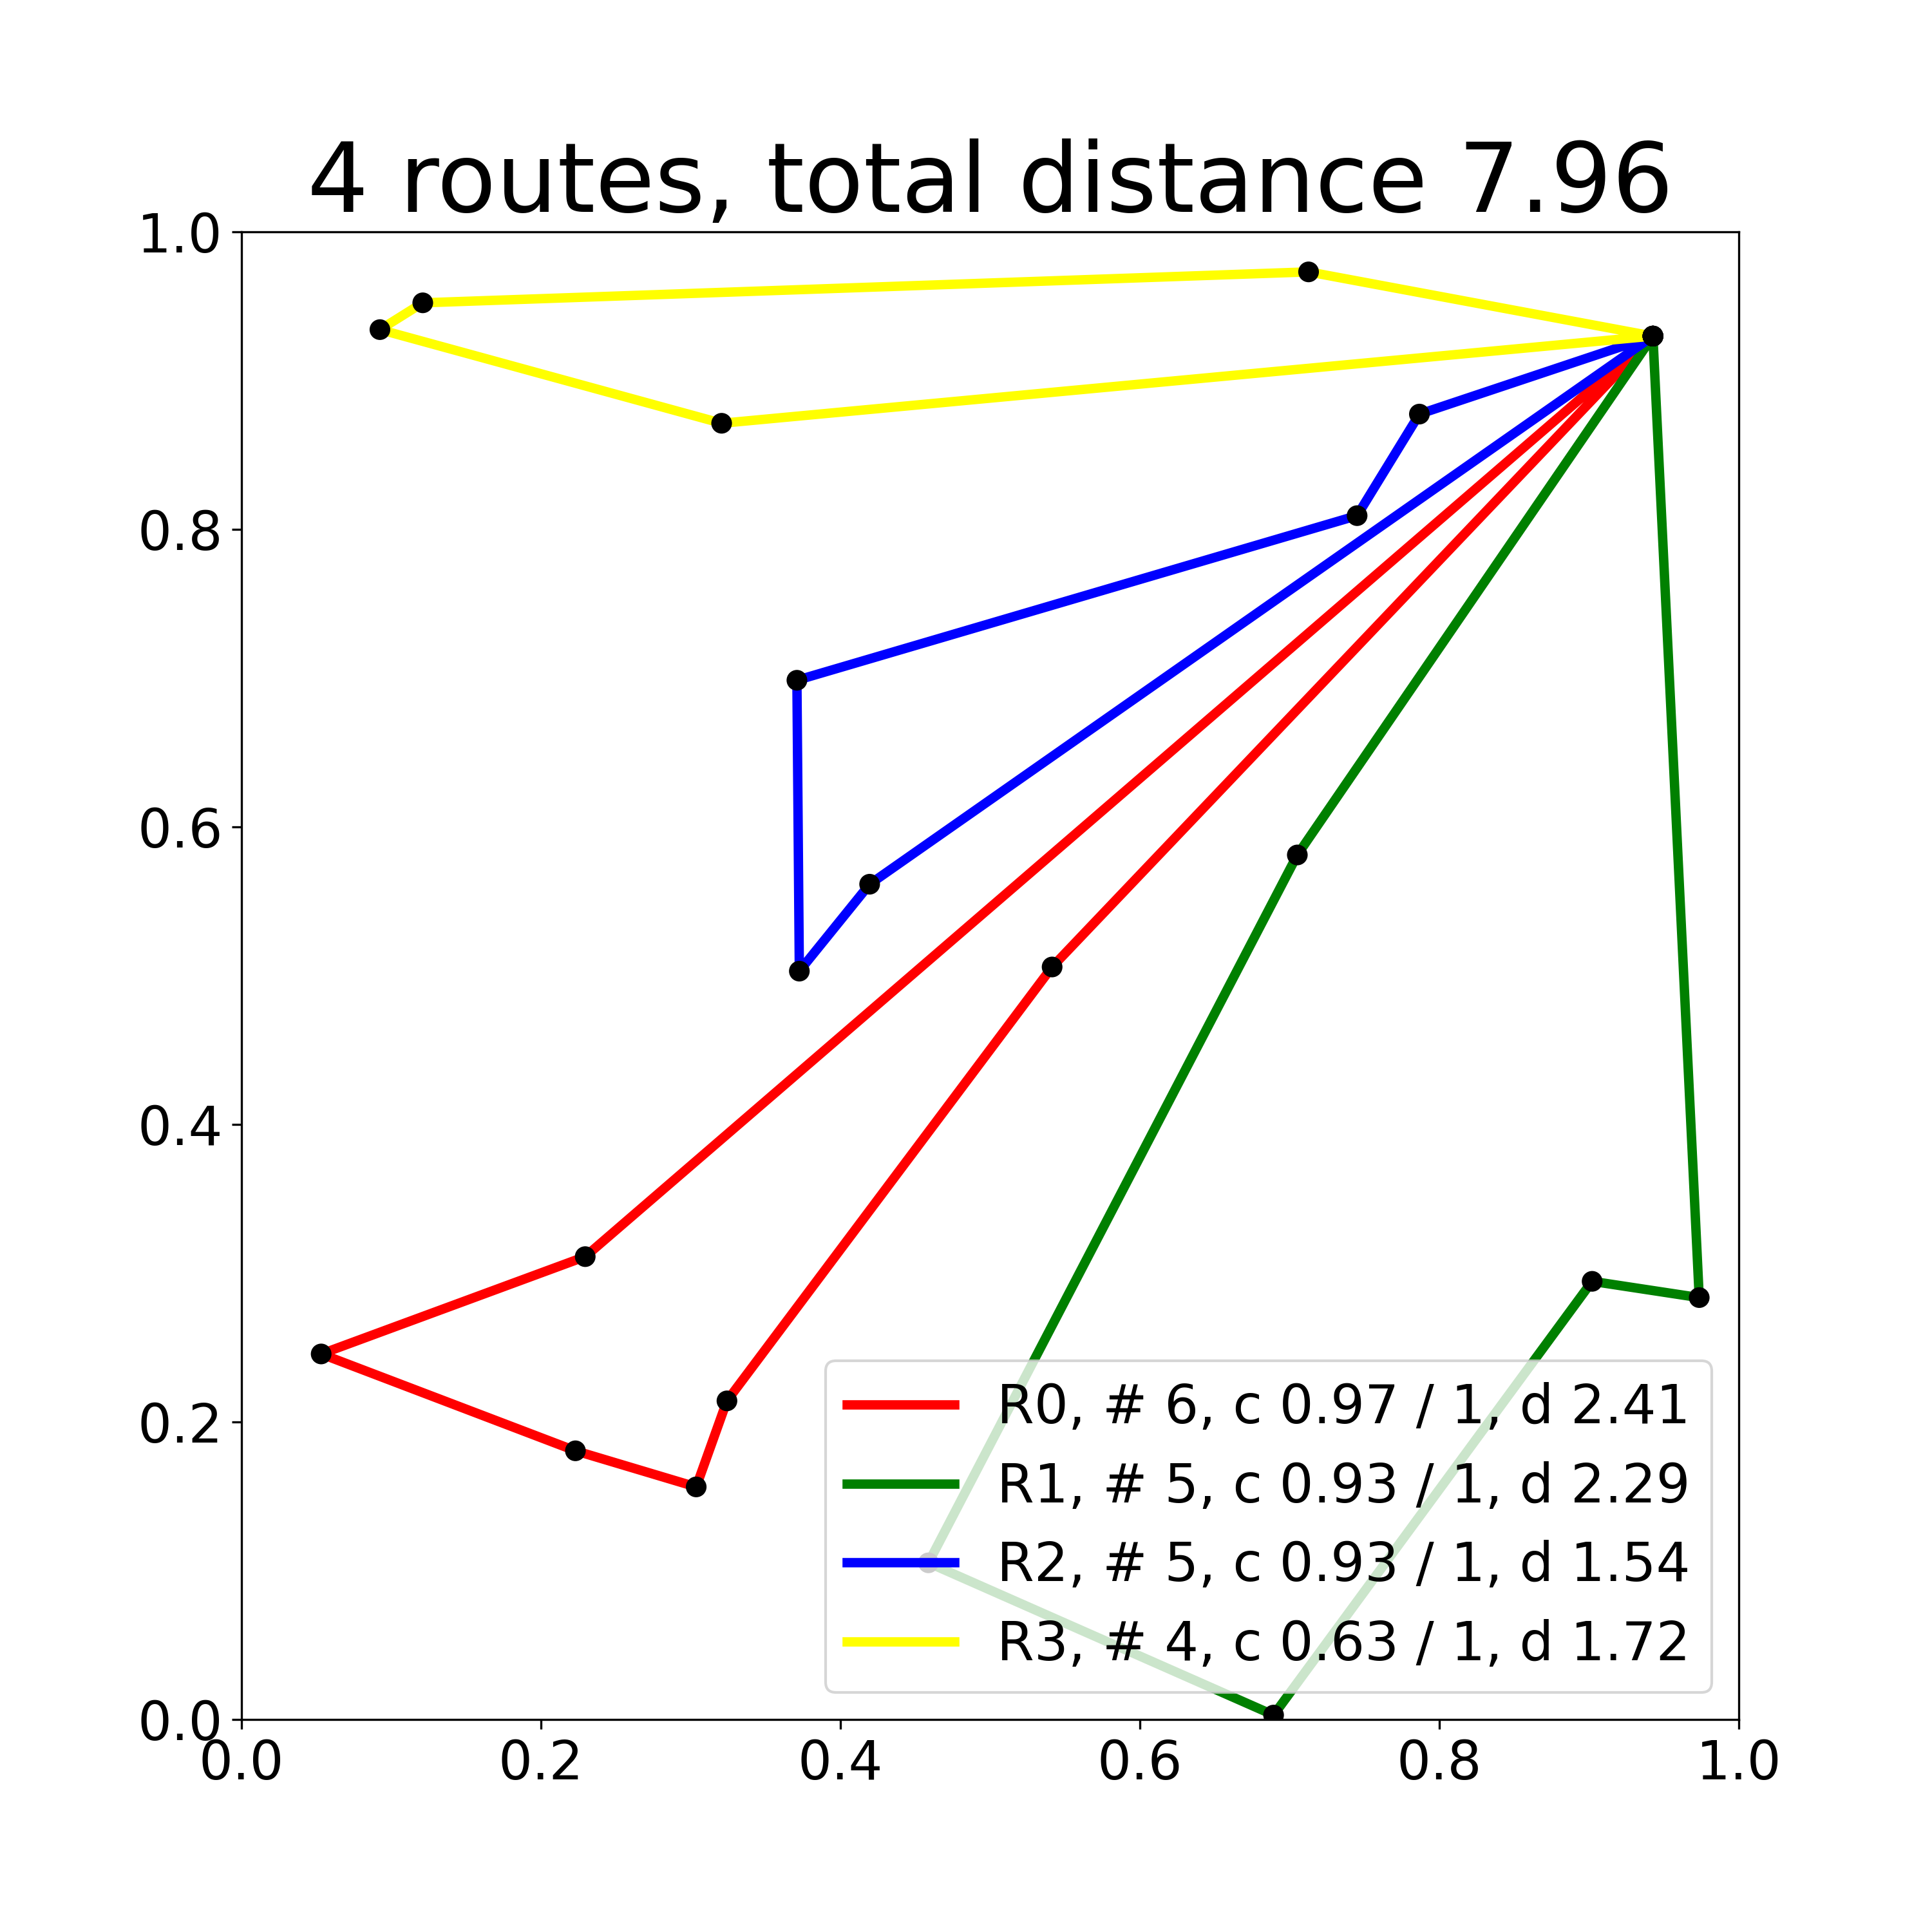 4 routes, total distance 7.96
1.0
0.8
0.6
0.4
0.2
0.0
0.0 0.2 0.4 0.6 0.8 1.0
R0, # 6, c 0.97 / 1, d 2.41
R1, # 5, c 0.93 / 1, d 2.29
R2, # 5, c 0.93 / 1, d 1.54
R3, # 4, c 0.63 / 1, d 1.72